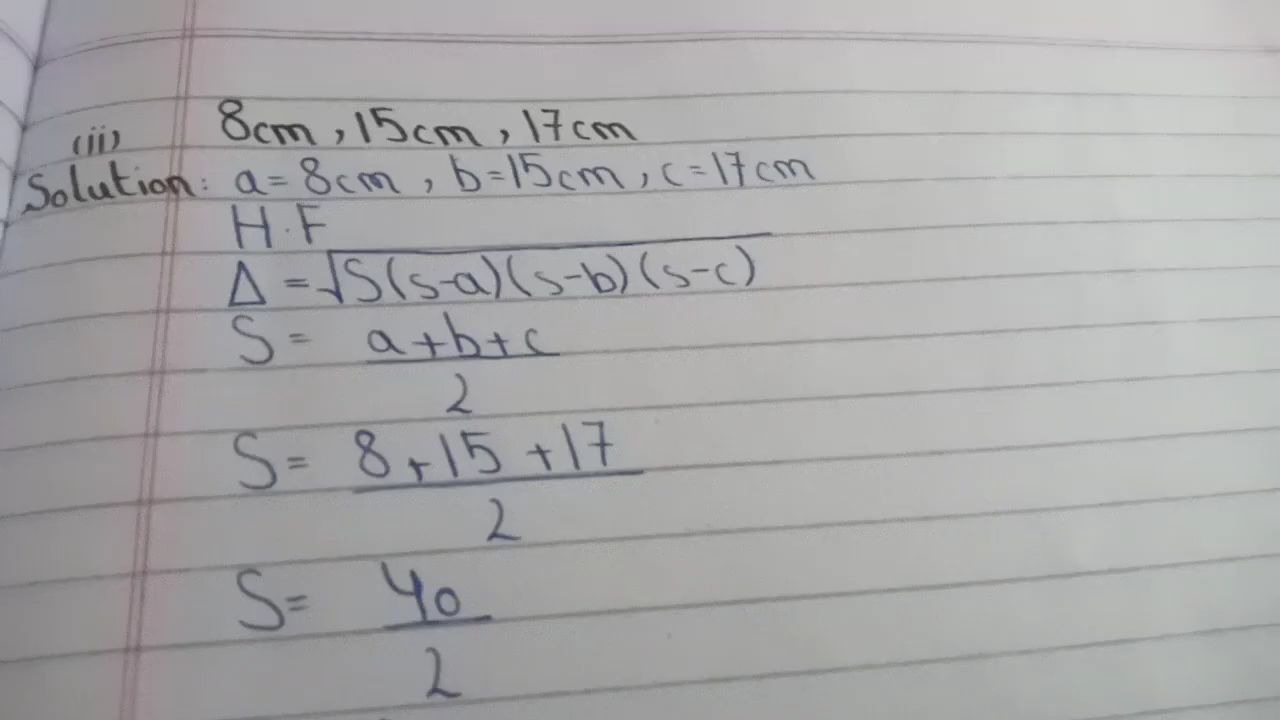 (ii) 8cm, 15cm, 17cm
Solution: a=8cm, b=15cm, c=17cm
H.F
Δ = √S(s-a)(s-b)(s-c)
S = a+b+c
2
S = 8+15+17
2
S = 40
2